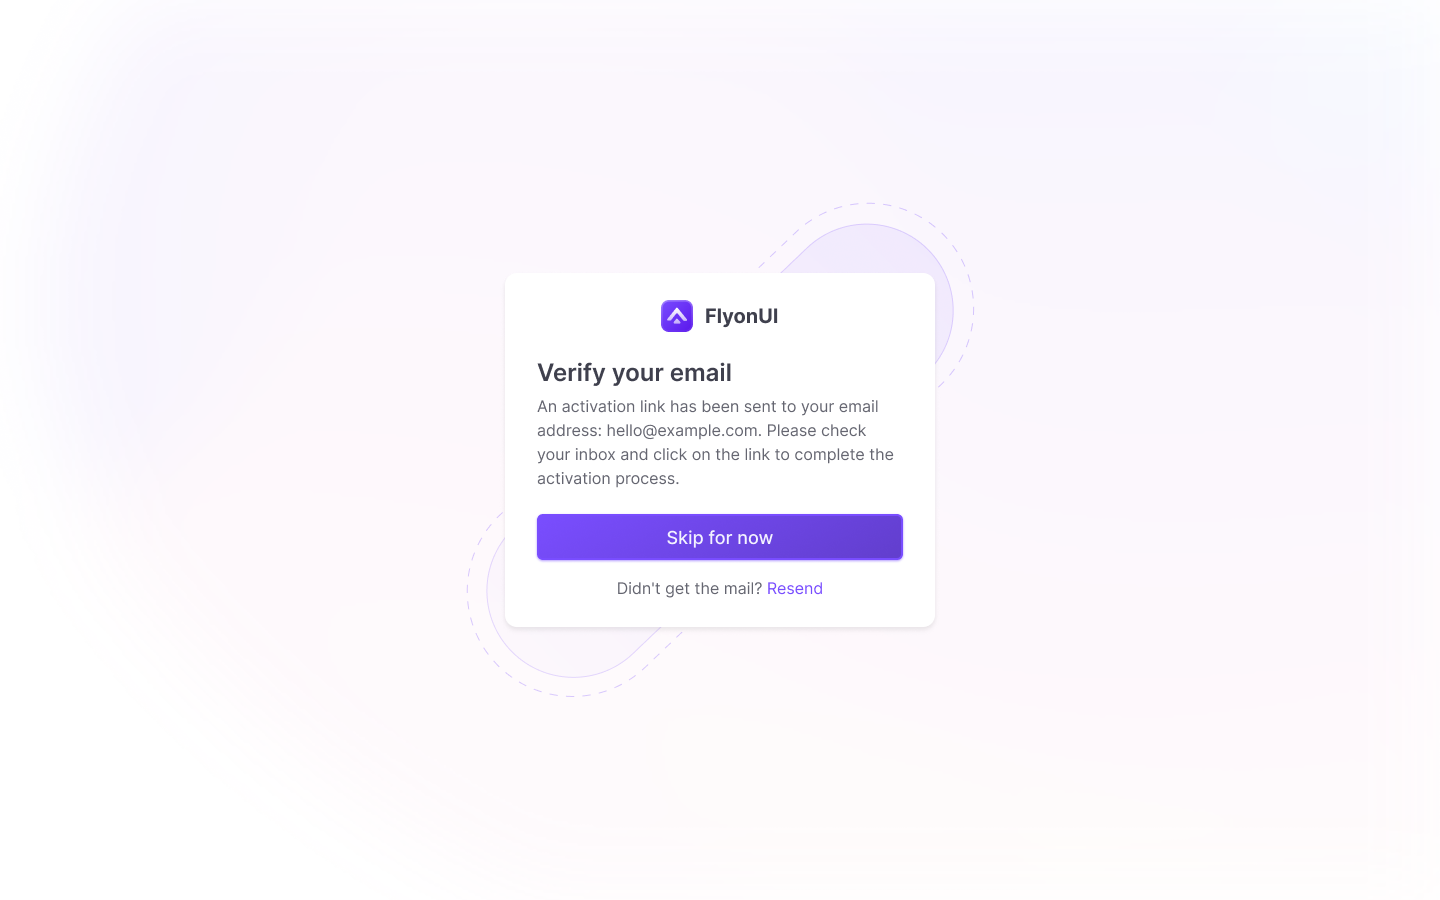 FlyonUI
Verify your email
An activation link has been sent to your email
address: hello@example.com. Please check
your inbox and click on the link to complete the
activation process.
Skip for now
Didn't get the mail? Resend